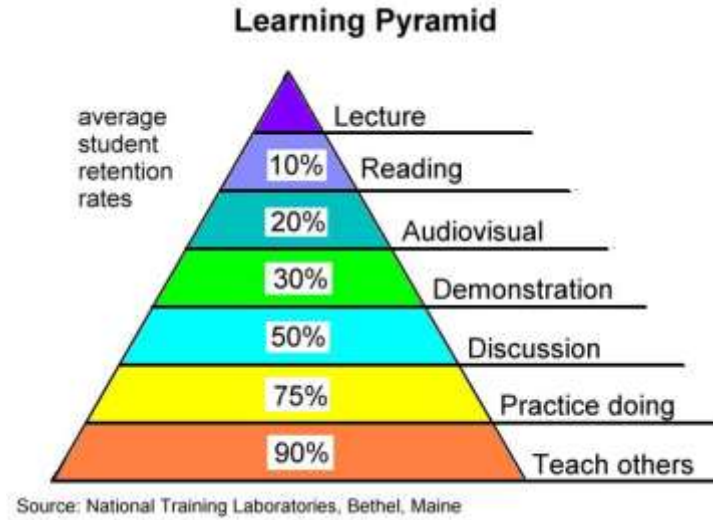 Learning Pyramid
average
student
retention
rates
Lecture
10% Reading
20% Audiovisual
30% Demonstration
50% Discussion
75% Practice doing
90% Teach others
Source: National Training Laboratories, Bethel, Maine